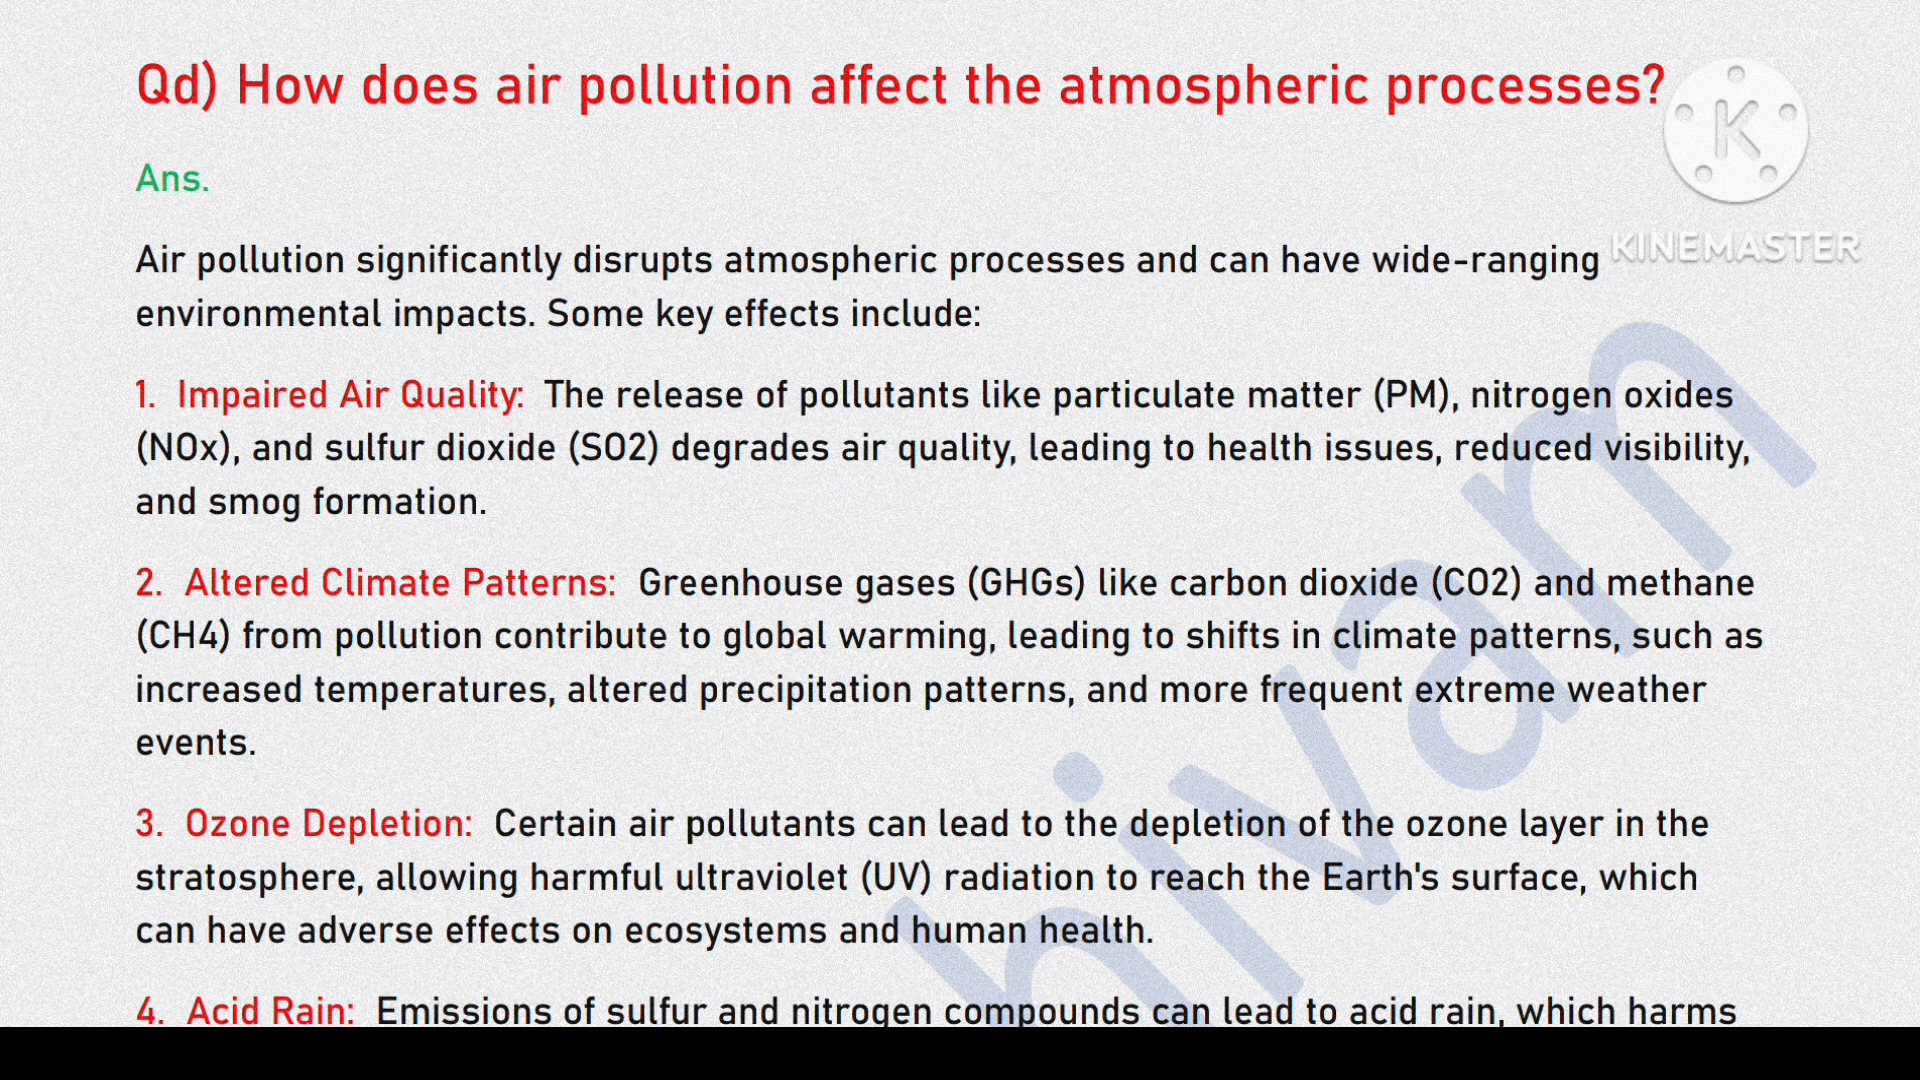 Qd) How does air pollution affect the atmospheric processes?
Ans.
KINEMASTER
Air pollution significantly disrupts atmospheric processes and can have wide-ranging
environmental impacts. Some key effects include:
1. Impaired Air Quality: The release of pollutants like particulate matter (PM), nitrogen oxides
(NOx), and sulfur dioxide (SO2) degrades air quality, leading to health issues, reduced visibility,
and smog formation.
2. Altered Climate Patterns: Greenhouse gases (GHGs) like carbon dioxide (CO2) and methane
(CH4) from pollution contribute to global warming, leading to shifts in climate patterns, such as
increased temperatures, altered precipitation patterns, and more frequent extreme weather
events.
3. Ozone Depletion: Certain air pollutants can lead to the depletion of the ozone layer in the
stratosphere, allowing harmful ultraviolet (UV) radiation to reach the Earth's surface, which
can have adverse effects on ecosystems and human health.
4. Acid Rain: Emissions of sulfur and nitrogen compounds can lead to acid rain, which harms
hivam